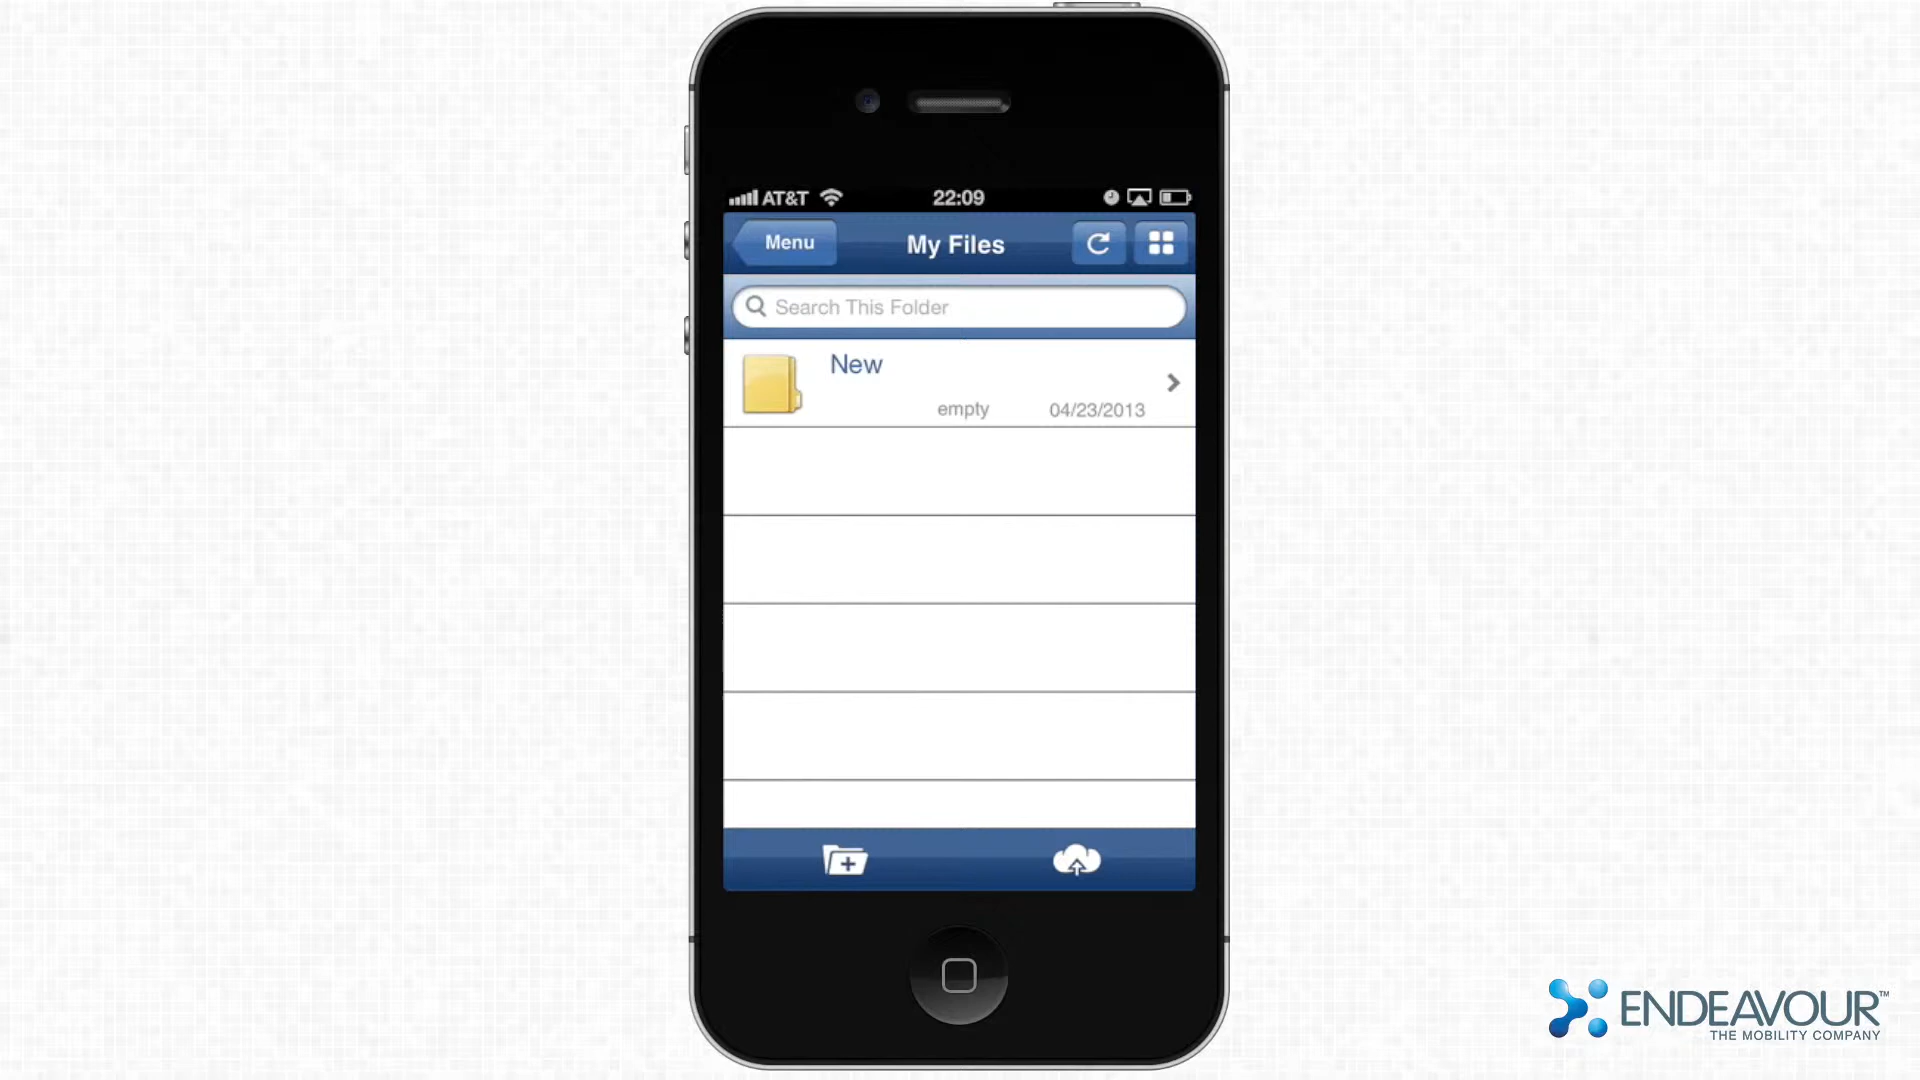 AT&T 22:09
Menu My Files
Search This Folder
New
empty 04/23/2013
ENDEAVOUR™
THE MOBILITY COMPANY